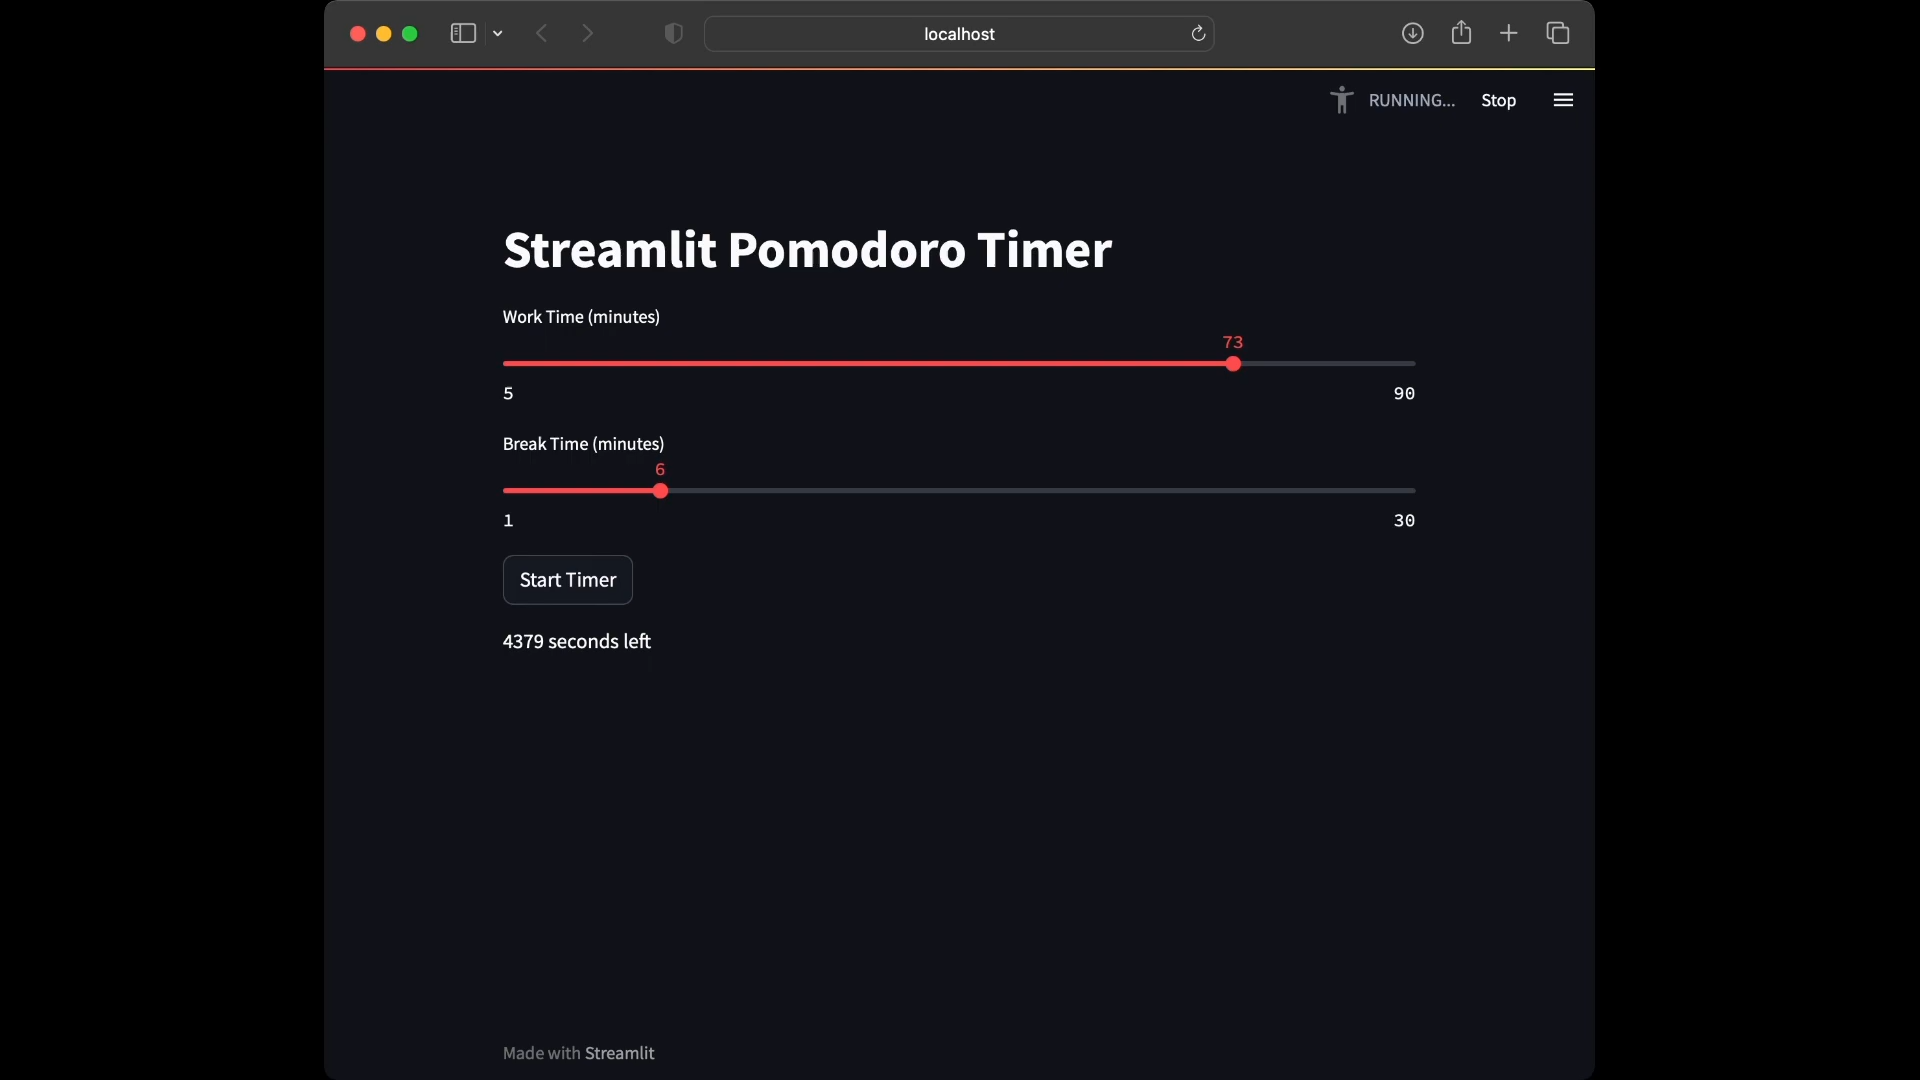 localhost
RUNNING... Stop
Streamlit Pomodoro Timer
Work Time (minutes)
73
5 90
Break Time (minutes)
6
1 30
Start Timer
4379 seconds left
Made with Streamlit